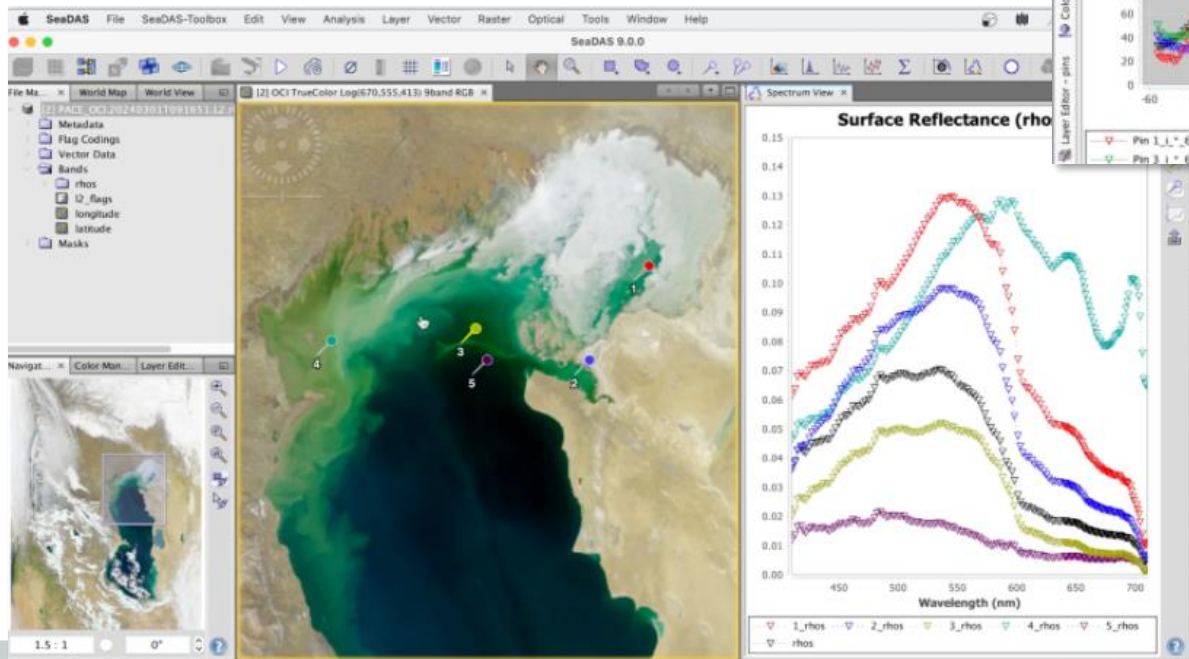 SeaDAS File SeaDAS-Toolbox Edit View Analysis Layer Vector Raster Optical Tools Window Help
SeaDAS 9.0.0
File Ma... × World Map World View
[2] OCI TrueColor Log(670,555,413) 9band RGB ×
Spectrum View ×
Metadata
Flag Codings
Vector Data
Bands
rhos
l2_flags
longitude
latitude
Masks
Navigat... × Color Man... Layer Edit...
1.5 : 1
0°
1
2
3
4
5
Surface Reflectance (rho
0.15
0.14
0.13
0.12
0.11
0.10
0.09
0.08
0.07
0.06
0.05
0.04
0.03
0.02
0.01
0.00
450 500 550 600 650 700
Wavelength (nm)
1_rhos 2_rhos 3_rhos 4_rhos 5_rhos
rhos
Layer Editor - pins
60
40
20
0
-60